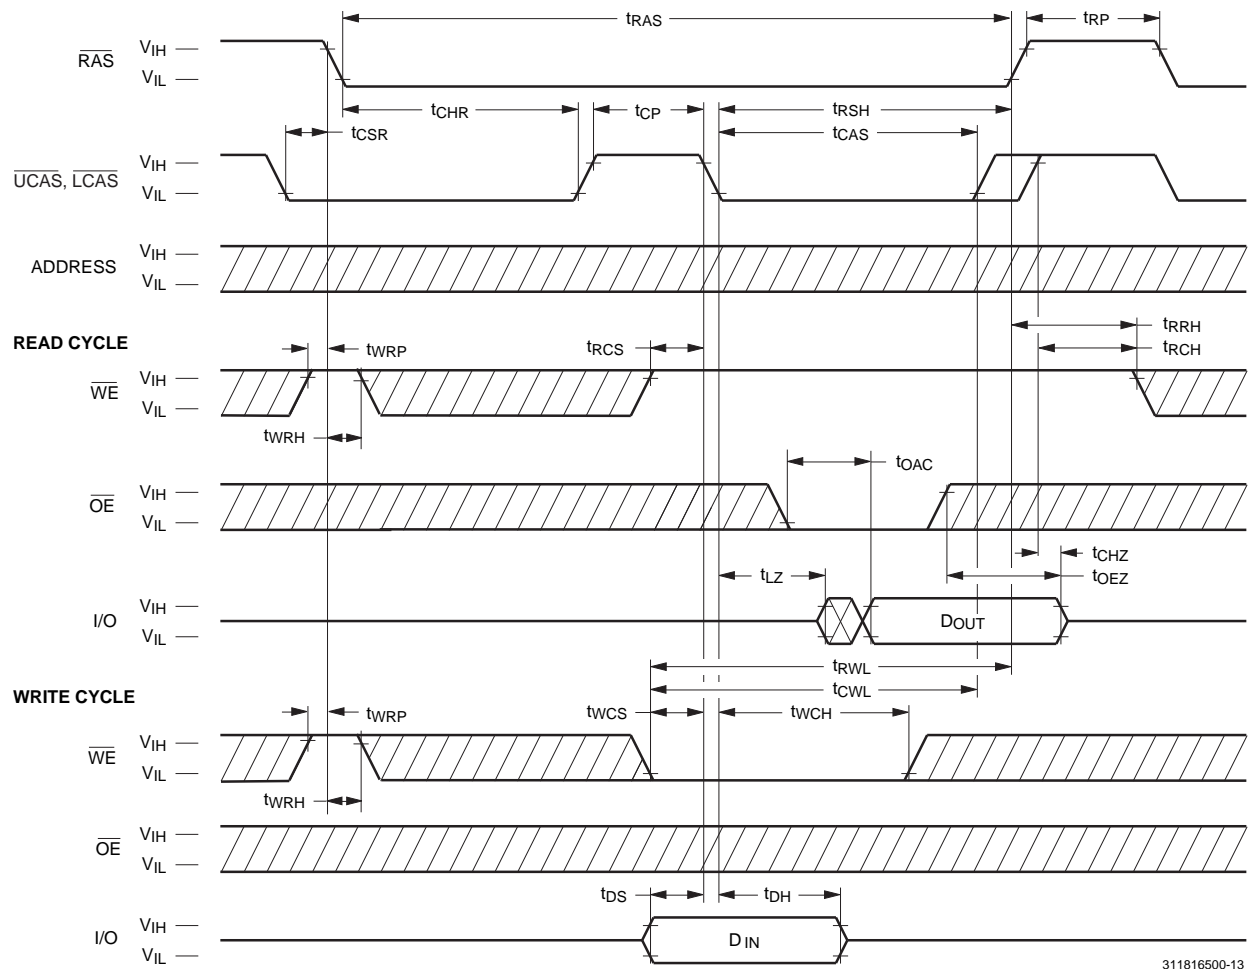 tRAS tRP
RAS VIH
VIL
tCHR tCP tRSH
tCSR tCAS
UCAS, LCAS VIH
VIL
ADDRESS VIH
VIL
tRRH
READ CYCLE tWRP tRCS tRCH
WE VIH
VIL
tWRH
tOAC
OE VIH
VIL
tCHZ
tLZ tOEZ
I/O VIH
VIL
DOUT
tRWL
WRITE CYCLE tCWL
tWRP tWCS tWCH
WE VIH
VIL
tWRH
OE VIH
VIL
tDS tDH
I/O VIH
VIL
DIN
311816500-13